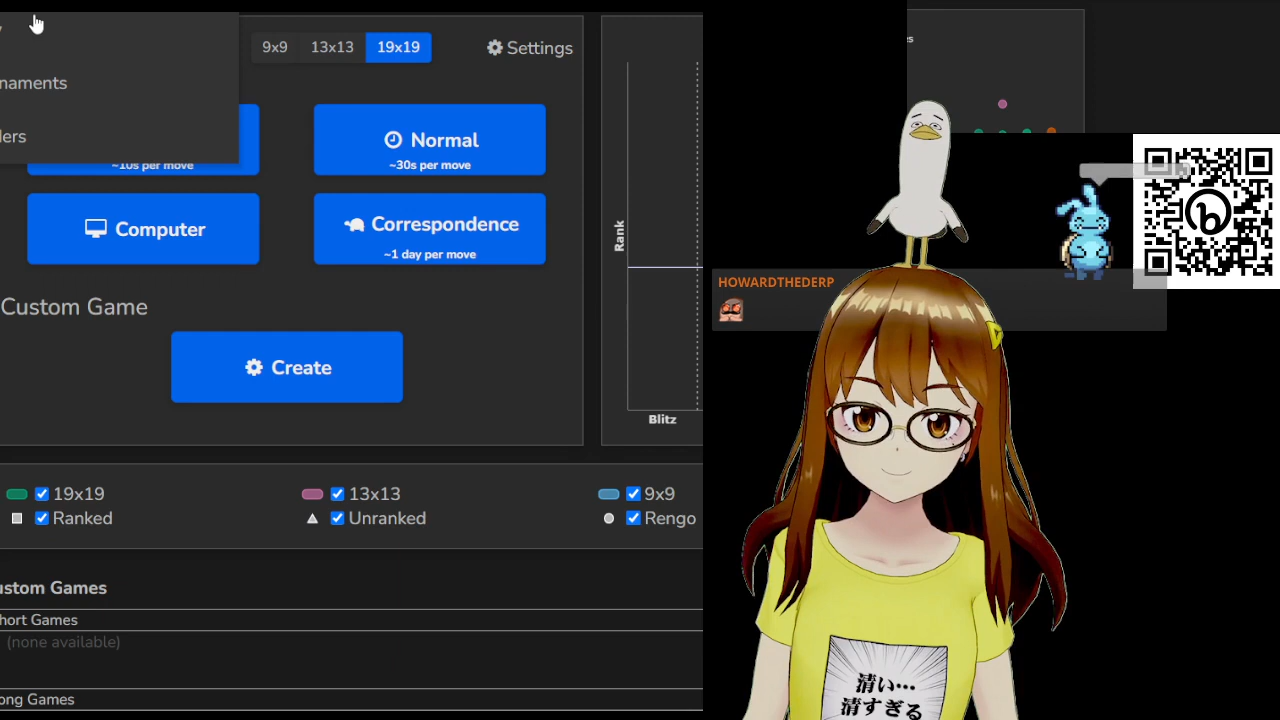 9x9 13x13 19x19 Settings
naments
~10s per move
Normal
~30s per move
Computer
Correspondence
~1 day per move
Custom Game
Create
Rank
Blitz
19x19 13x13 9x9
Ranked Unranked Rengo
ustom Games
hort Games
(none available)
ong Games
HOWARDTHEDERP
b
清い…
清すぎる